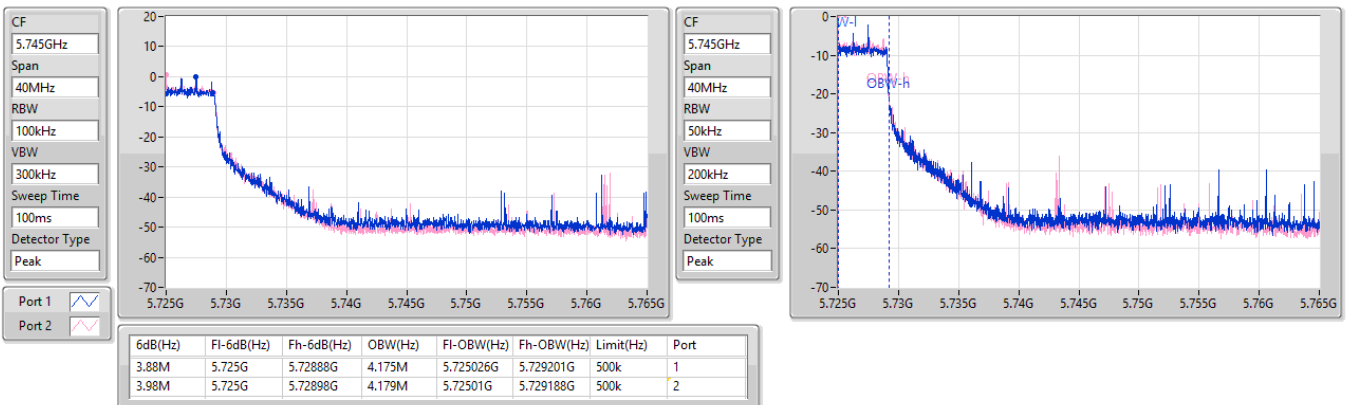 CF
5.745GHz
Span
40MHz
RBW
100kHz
VBW
300kHz
Sweep Time
100ms
Detector Type
Peak
Port 1
Port 2
20
10
0
-10
-20
-30
-40
-50
-60
-70
5.725G 5.73G 5.735G 5.74G 5.745G 5.75G 5.755G 5.76G 5.765G
CF
5.745GHz
Span
40MHz
RBW
50kHz
VBW
200kHz
Sweep Time
100ms
Detector Type
Peak
0
-10
-20
-30
-40
-50
-60
-70
W-l
OBW-h
OBW-h
5.725G 5.73G 5.735G 5.74G 5.745G 5.75G 5.755G 5.76G 5.765G
6dB(Hz) Fl-6dB(Hz) Fh-6dB(Hz) OBW(Hz) Fl-OBW(Hz) Fh-OBW(Hz) Limit(Hz) Port
3.88M 5.725G 5.72888G 4.175M 5.725026G 5.729201G 500k 1
3.98M 5.725G 5.72898G 4.179M 5.72501G 5.729188G 500k 2